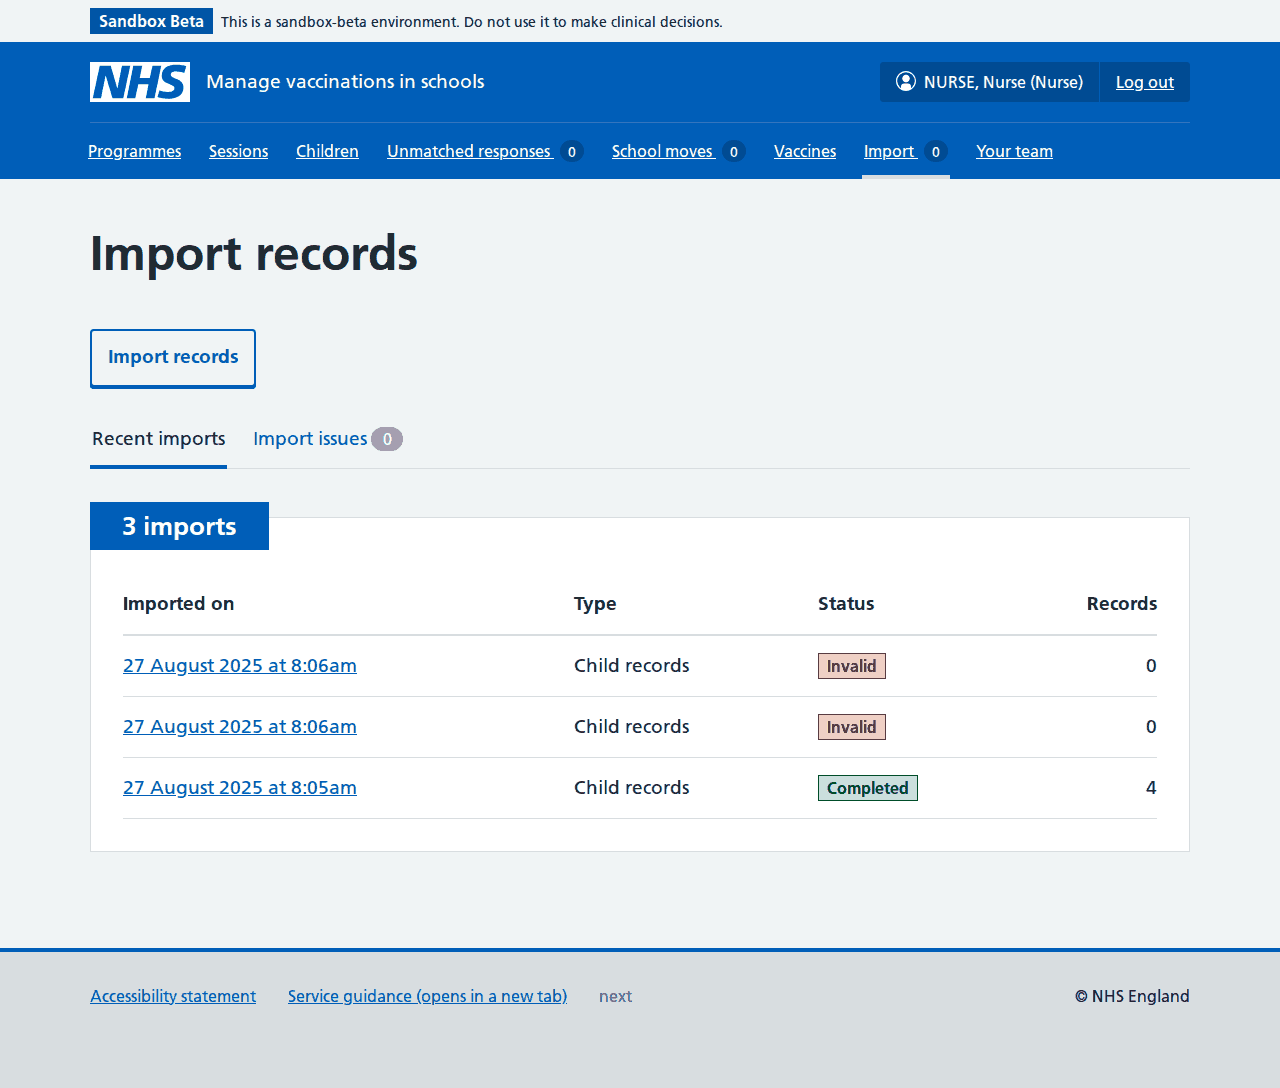 Sandbox Beta This is a sandbox-beta environment. Do not use it to make clinical decisions.
NHS Manage vaccinations in schools NURSE, Nurse (Nurse) Log out
Programmes Sessions Children Unmatched responses 0 School moves 0 Vaccines Import 0 Your team
Import records
Import records
Recent imports Import issues 0
3 imports
Imported on Type Status Records
27 August 2025 at 8:06am Child records Invalid 0
27 August 2025 at 8:06am Child records Invalid 0
27 August 2025 at 8:05am Child records Completed 4
Accessibility statement Service guidance (opens in a new tab) next © NHS England